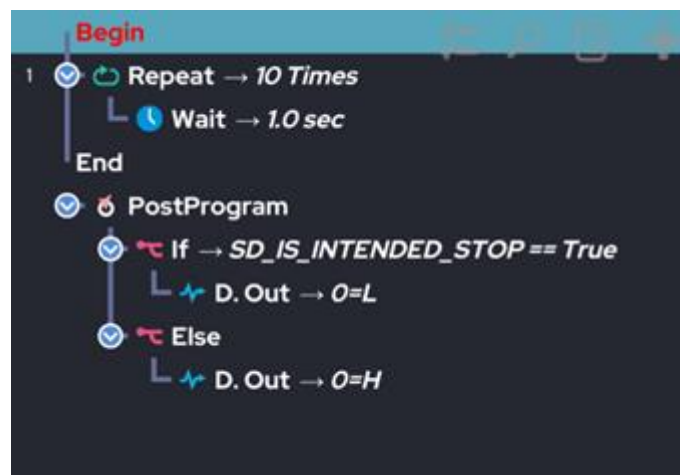 Begin
1 Repeat → 10 Times
Wait → 1.0 sec
End
PostProgram
If → SD_IS_INTENDED_STOP == True
D. Out → 0=L
Else
D. Out → 0=H